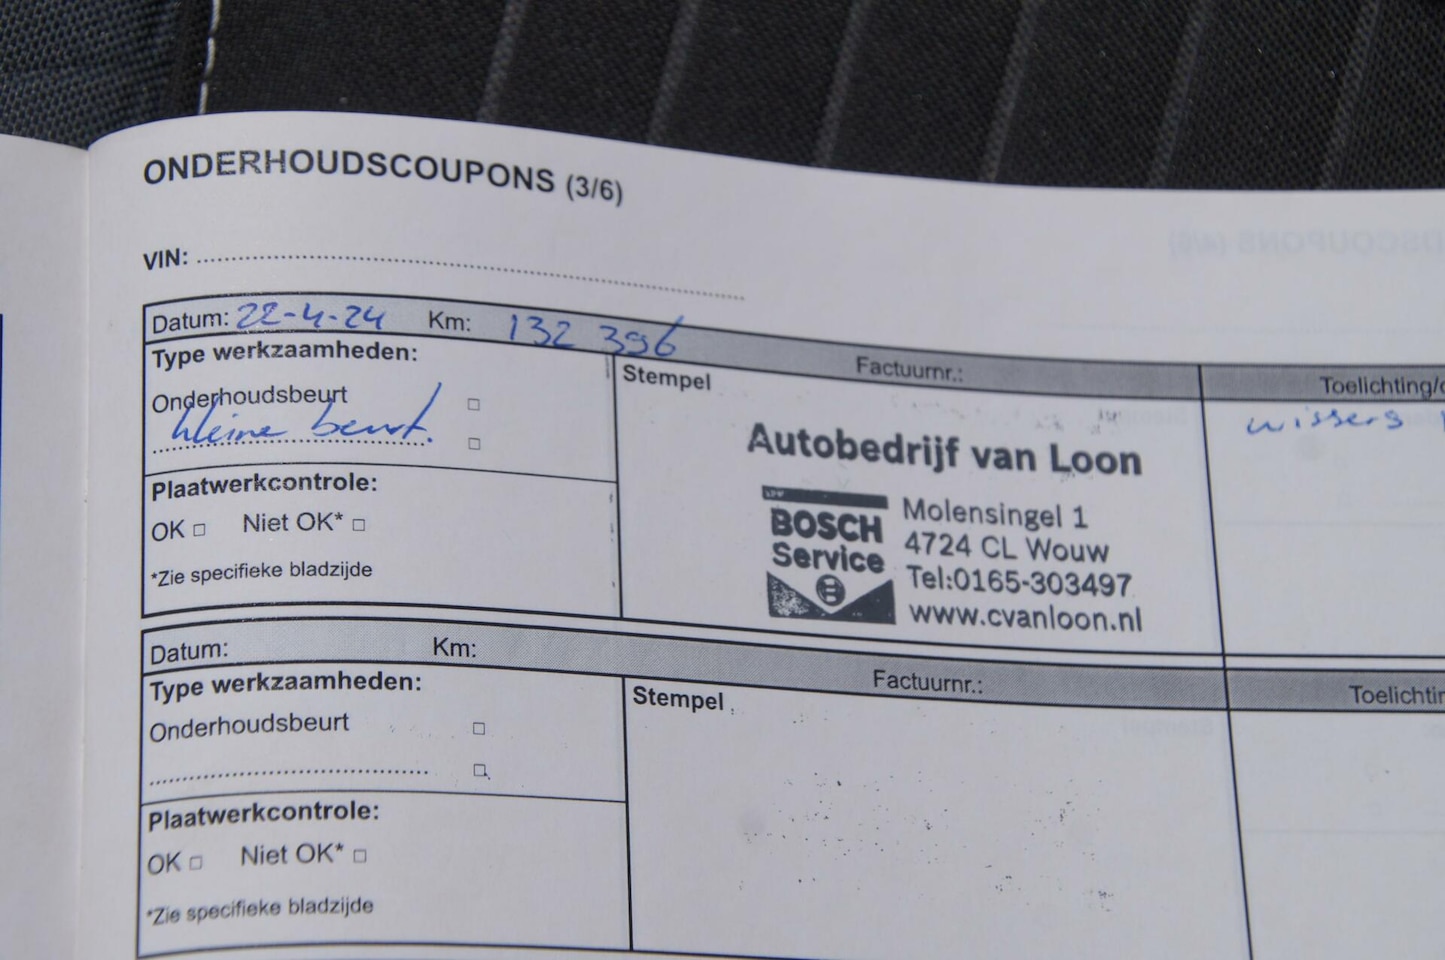 ONDERHOUDSCOUPONS (3/6)
VIN:
Datum: 22-4-24 Km: 132 396 Factuurnr.: Toelichting/
Type werkzaamheden:
Onderhoudsbeurt
kleine beurt.
Plaatwerkcontrole:
OK Niet OK*
*Zie specifieke bladzijde
Stempel
Autobedrijf van Loon
BOSCH
Service
Molensingel 1
4724 CL Wouw
Tel:0165-303497
www.cvanloon.nl
wissers
Datum: Km: Factuurnr.:
Type werkzaamheden:
Onderhoudsbeurt
Plaatwerkcontrole:
OK Niet OK*
*Zie specifieke bladzijde
Stempel